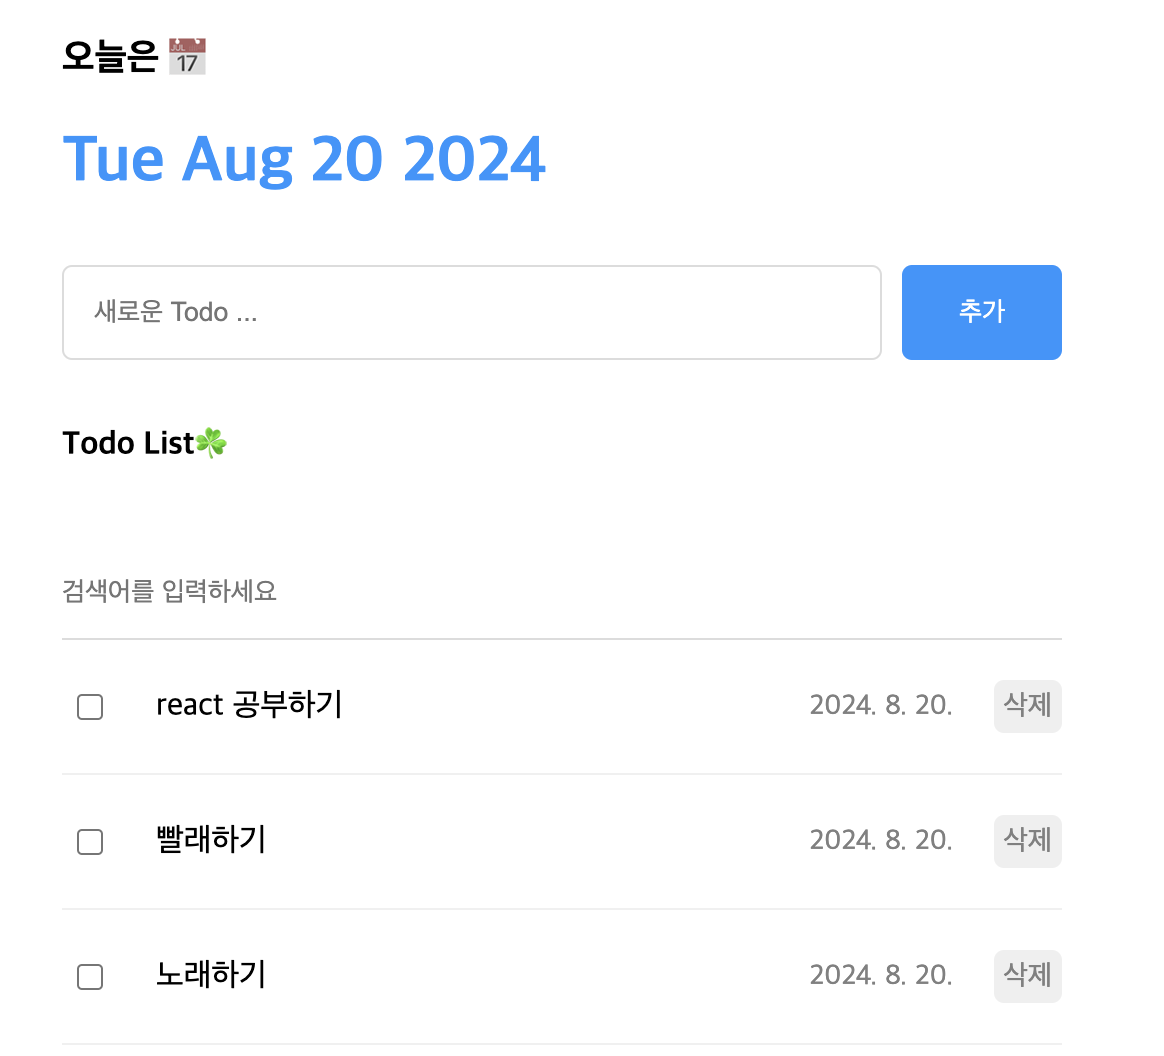 오늘은 📅
Tue Aug 20 2024
새로운 Todo ...
추가
Todo List☘️
검색어를 입력하세요
react 공부하기 2024. 8. 20. 삭제
빨래하기 2024. 8. 20. 삭제
노래하기 2024. 8. 20. 삭제